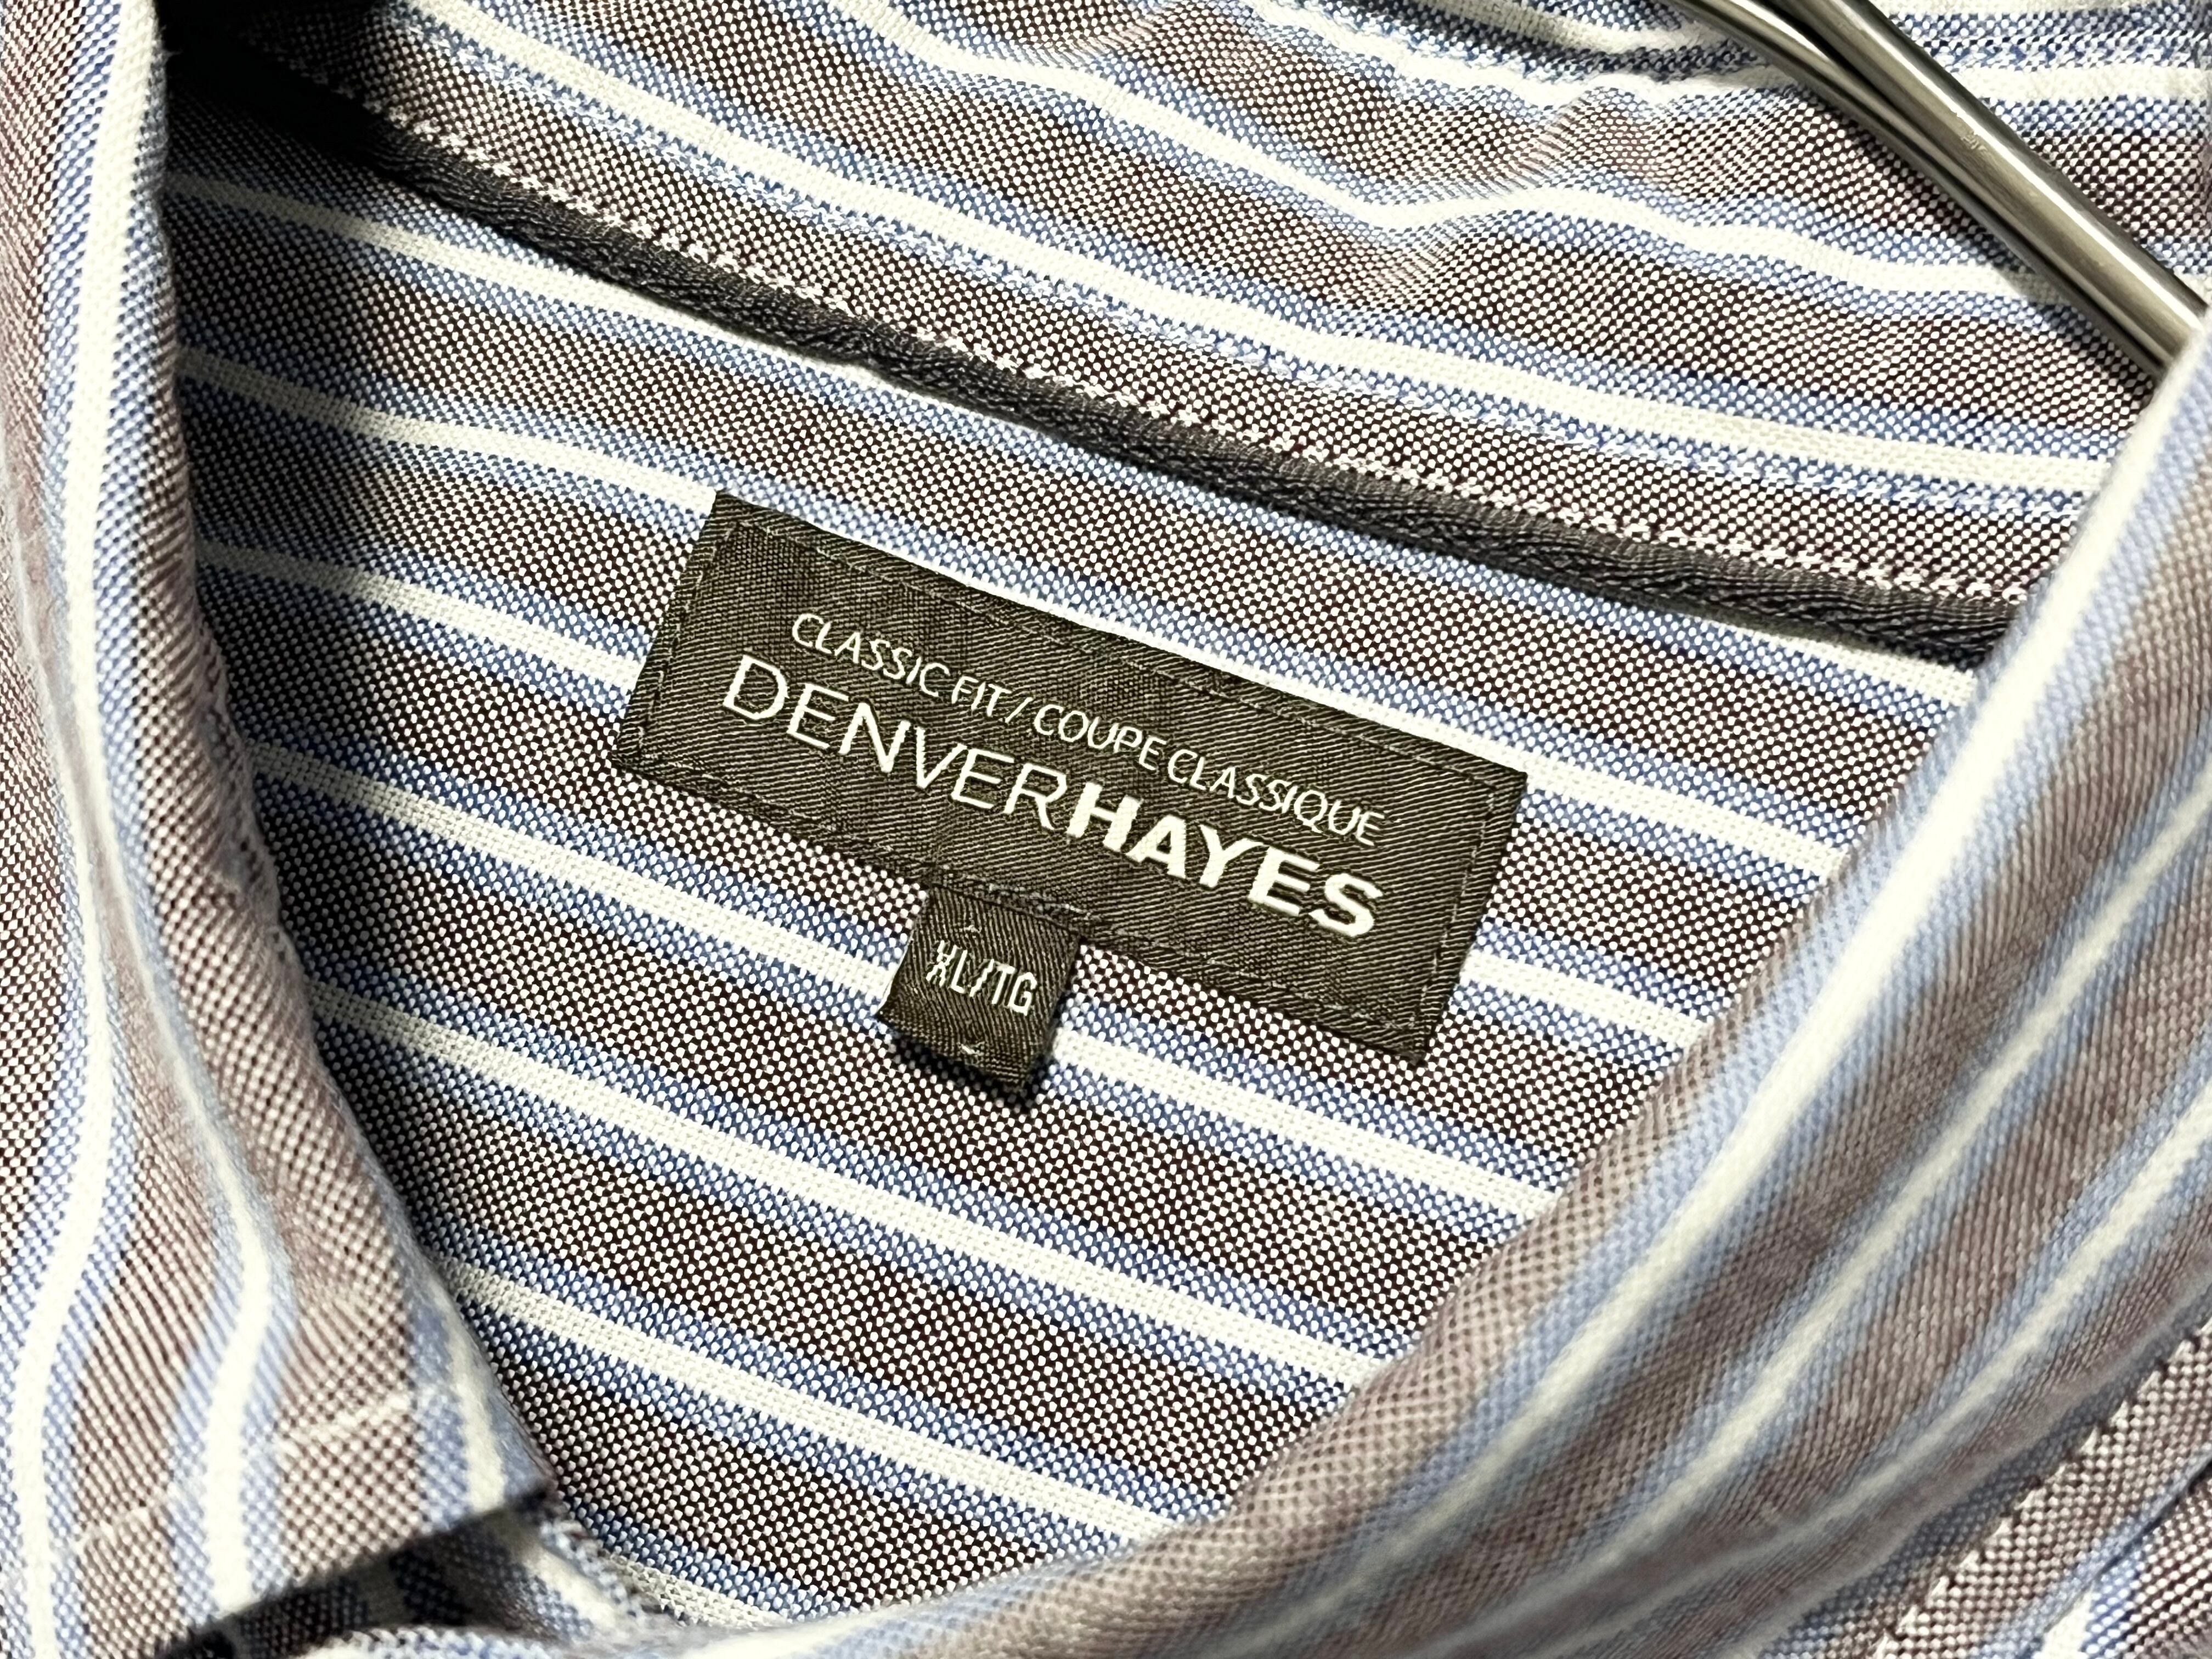 CLASSIC FIT / COUPE CLASSIQUE
DENVERHAYES
XL/TG